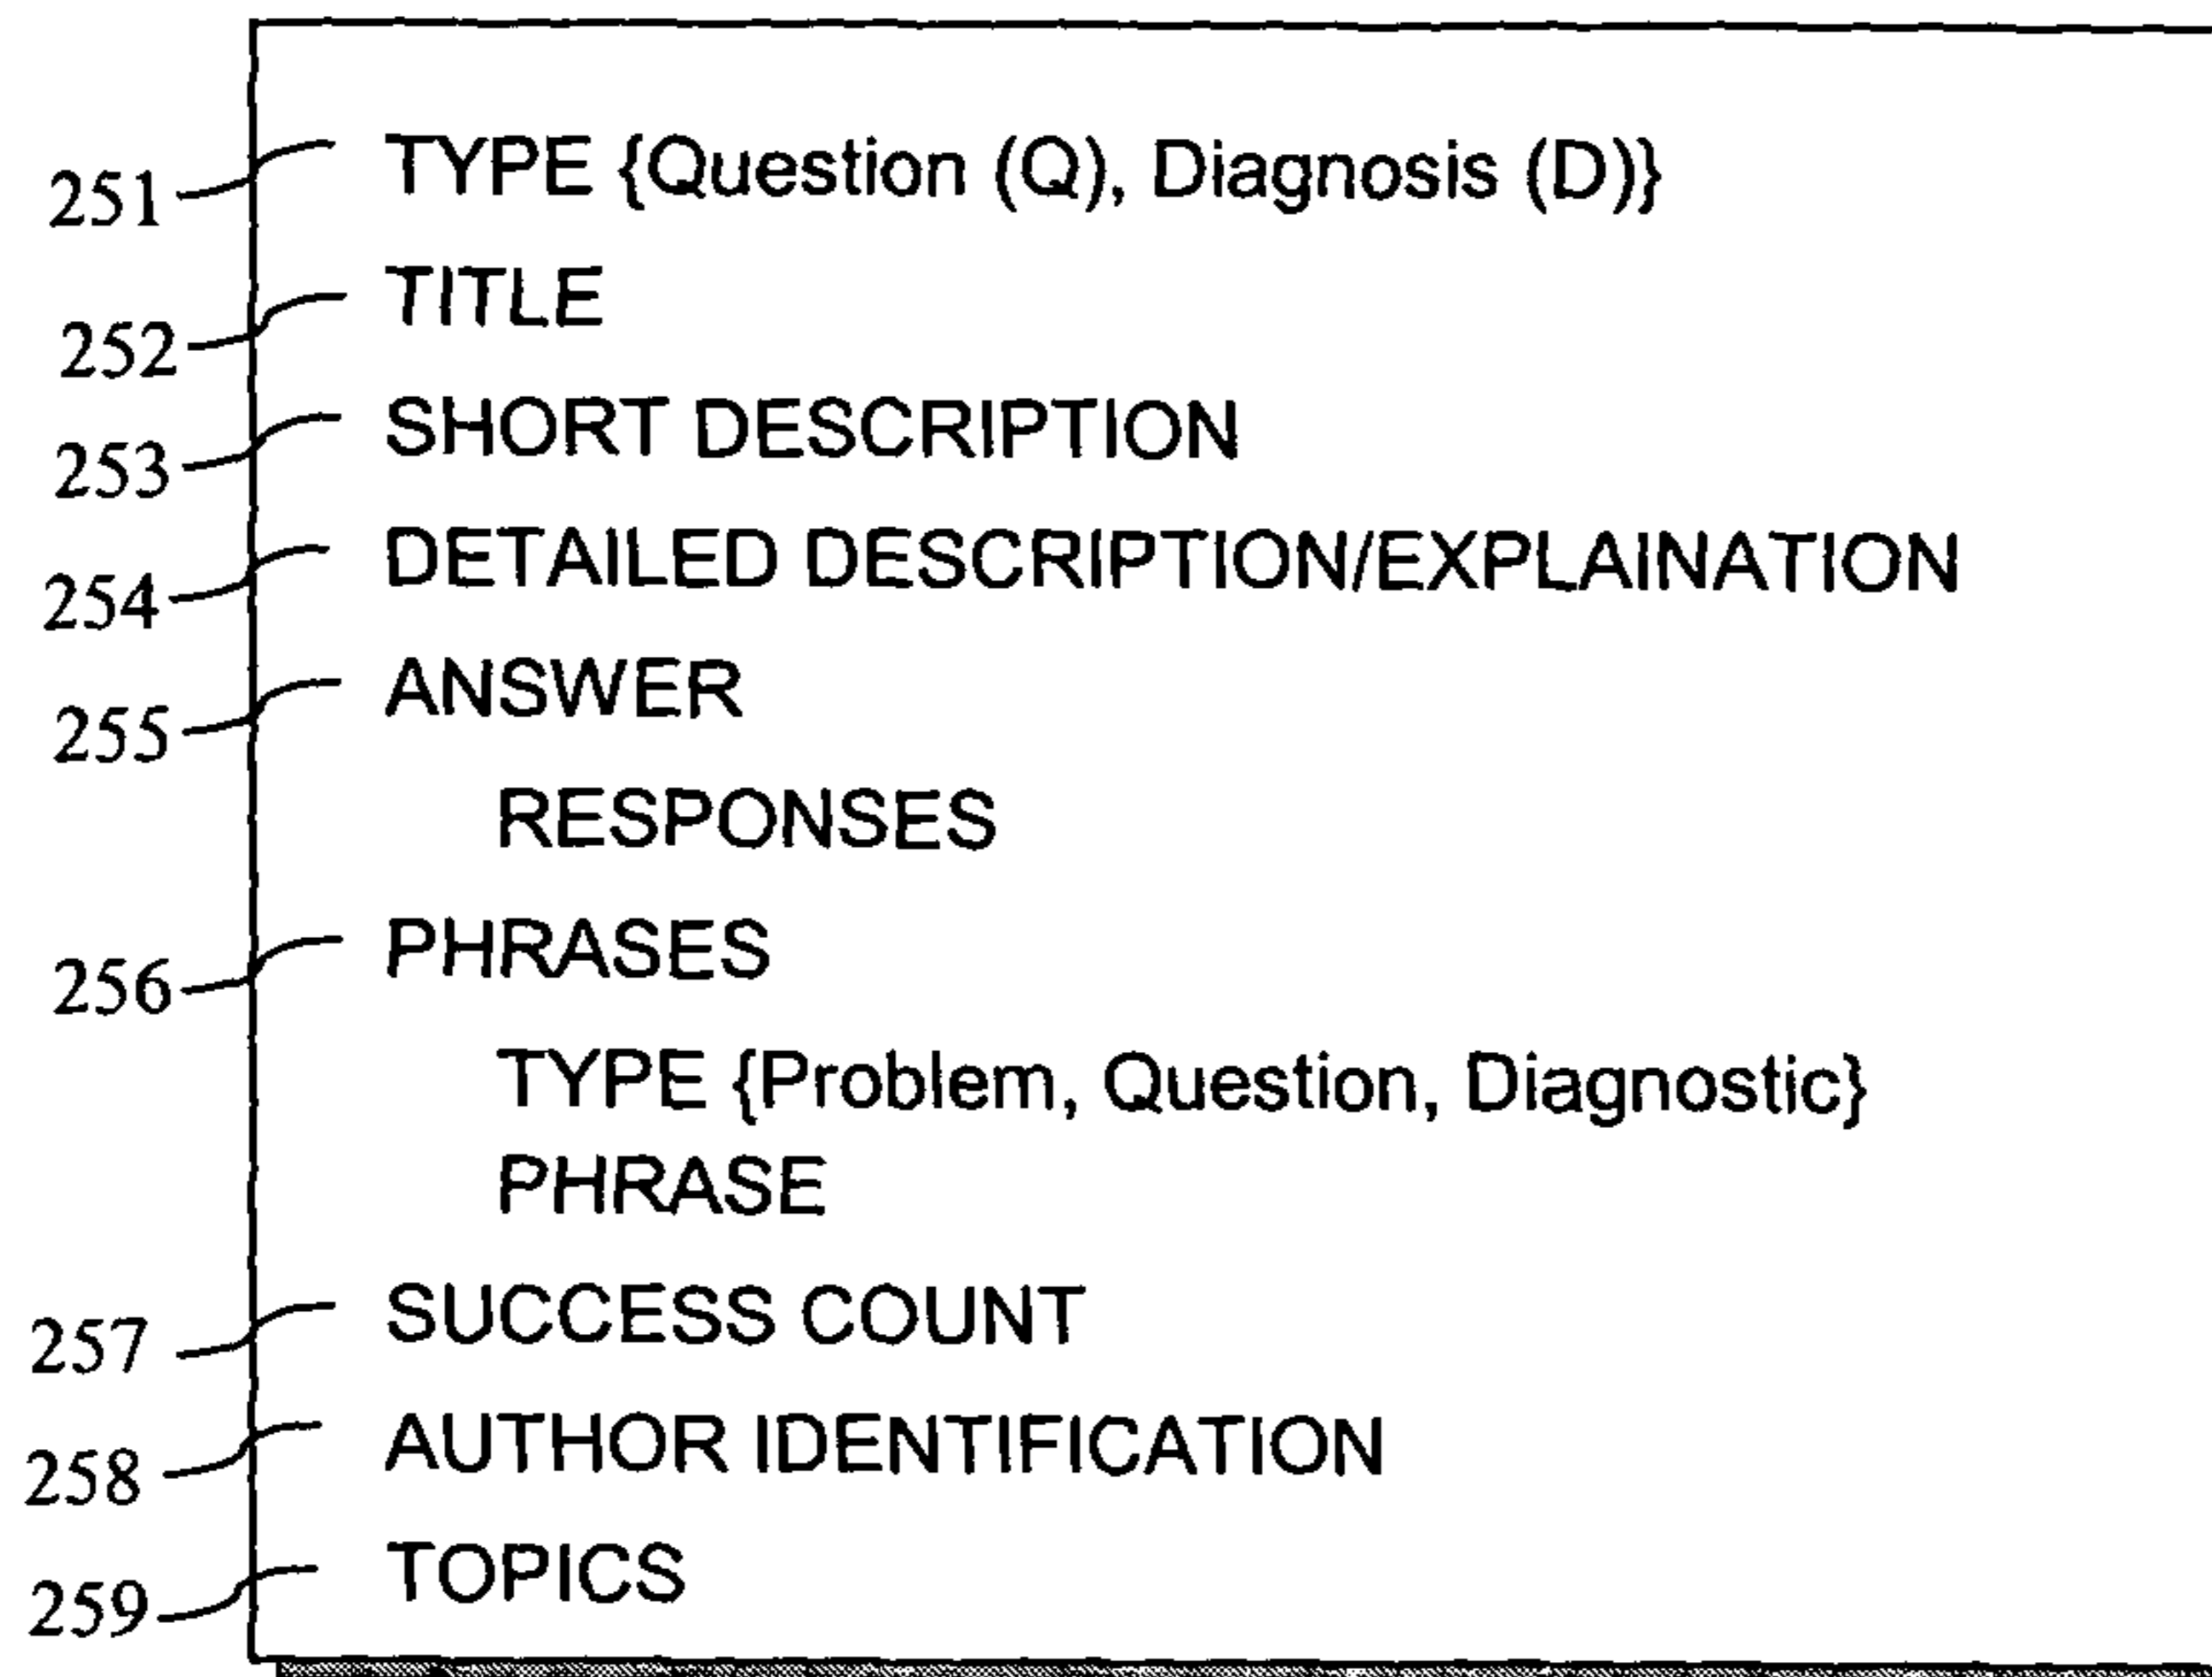 251 TYPE {Question (Q), Diagnosis (D)}
252 TITLE
253 SHORT DESCRIPTION
254 DETAILED DESCRIPTION/EXPLAINATION
255 ANSWER
RESPONSES
256 PHRASES
TYPE {Problem, Question, Diagnostic}
PHRASE
257 SUCCESS COUNT
258 AUTHOR IDENTIFICATION
259 TOPICS